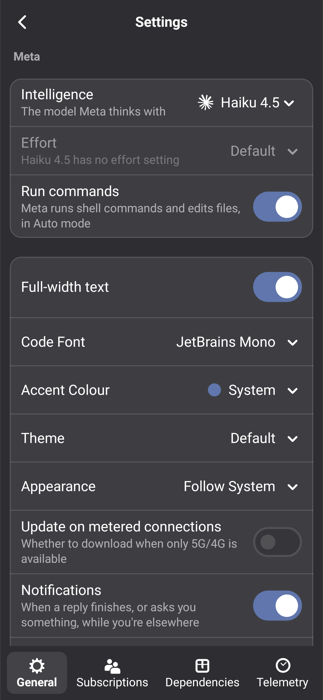 Settings
Meta
Intelligence
The model Meta thinks with
Haiku 4.5
Effort
Haiku 4.5 has no effort setting
Default
Run commands
Meta runs shell commands and edits files,
in Auto mode
Full-width text
Code Font
JetBrains Mono
Accent Colour
System
Theme
Default
Appearance
Follow System
Update on metered connections
Whether to download when only 5G/4G is
available
Notifications
When a reply finishes, or asks you
something, while you're elsewhere
General
Subscriptions
Dependencies
Telemetry